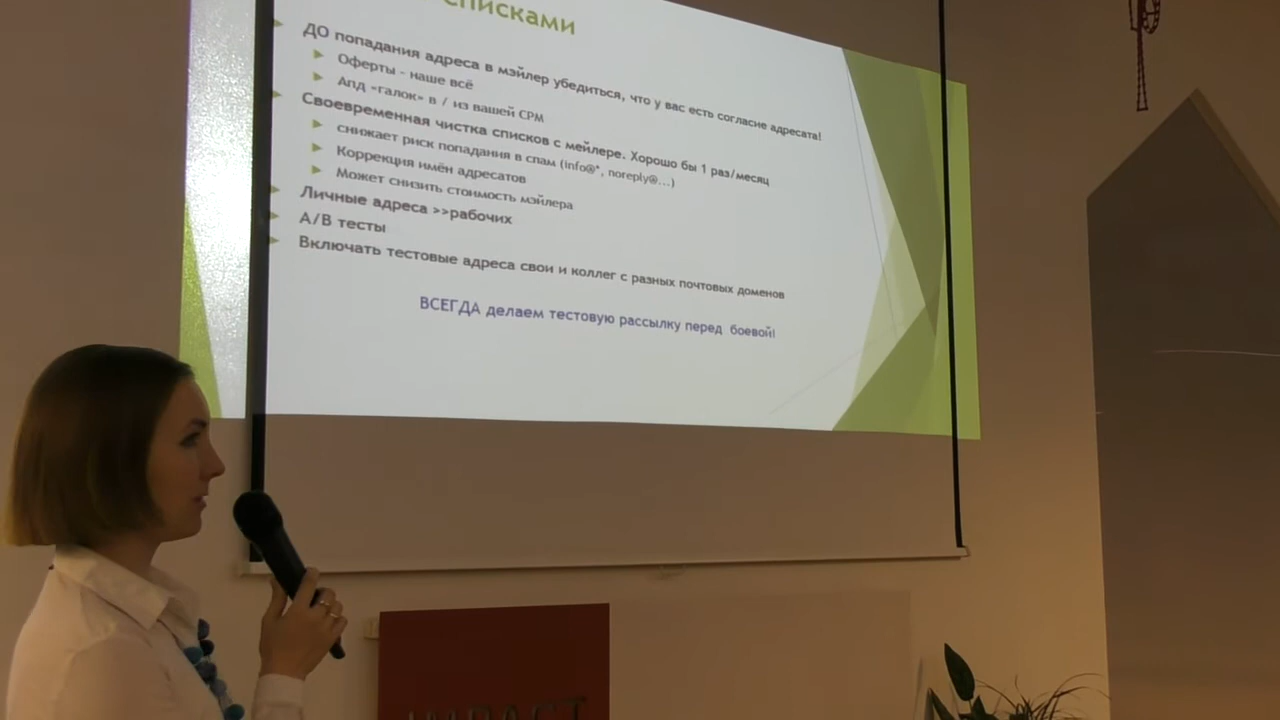 списками
ДО попадания адреса в мэйлер убедиться, что у вас есть согласие адресата!
Оферты - наше всё
Апд «галок» в / из вашей СРМ
Своевременная чистка списков с мейлере. Хорошо бы 1 раз/месяц
снижает риск попадания в спам (info@*, noreply@...)
Коррекция имён адресатов
Может снизить стоимость мэйлера
Личные адреса >>рабочих
А/В тесты
Включать тестовые адреса свои и коллег с разных почтовых доменов
ВСЕГДА делаем тестовую рассылку перед боевой!
IMPACT